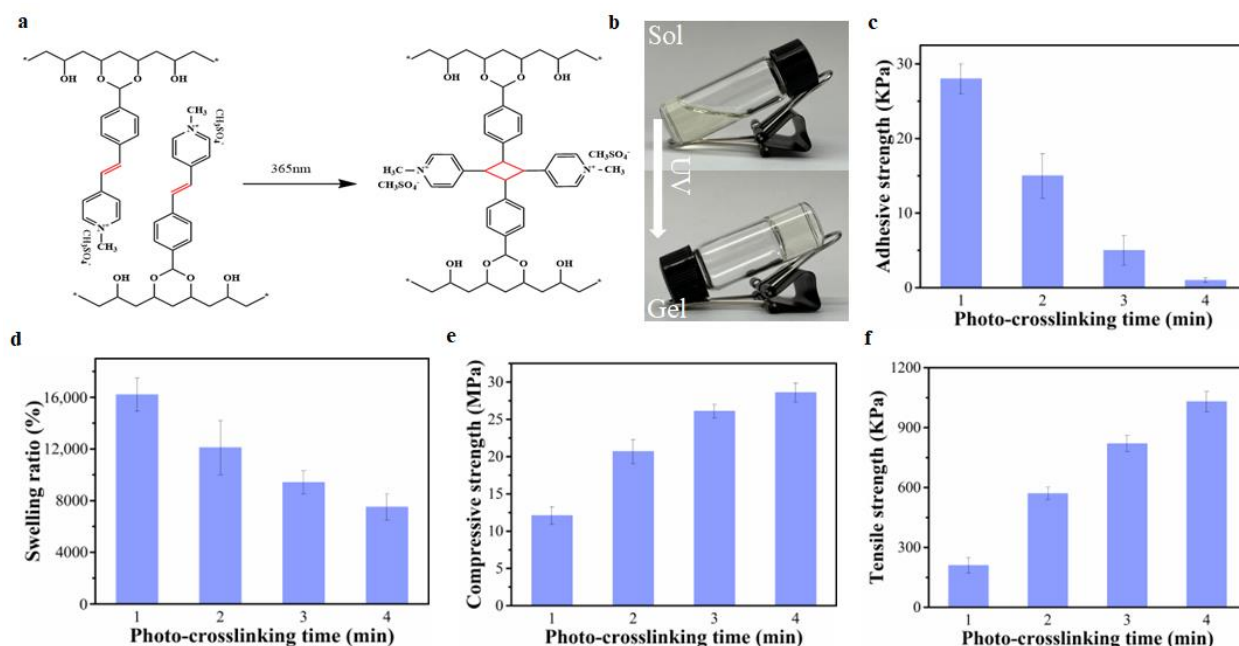 a
*
*
OH
O
O
OH
CH₃
N⁺
CH₃SO₄⁻
N⁺
CH₃
CH₃SO₄⁻
OH
O
O
OH
*
*
365nm
*
*
OH
O
O
OH
H₃C
N⁺
CH₃SO₄⁻
CH₃SO₄⁻
N⁺
CH₃
OH
O
O
OH
*
*
b
Sol
UV
Gel
c
Adhesive strength (KPa)
30
20
10
0
1 2 3 4
Photo-crosslinking time (min)
d
Swelling ratio (%)
16,000
12,000
8000
4000
0
1 2 3 4
Photo-crosslinking time (min)
e
Compressive strength (MPa)
30
25
20
15
10
5
0
1 2 3 4
Photo-crosslinking time (min)
f
Tensile strength (KPa)
1200
900
600
300
0
1 2 3 4
Photo-crosslinking time (min)